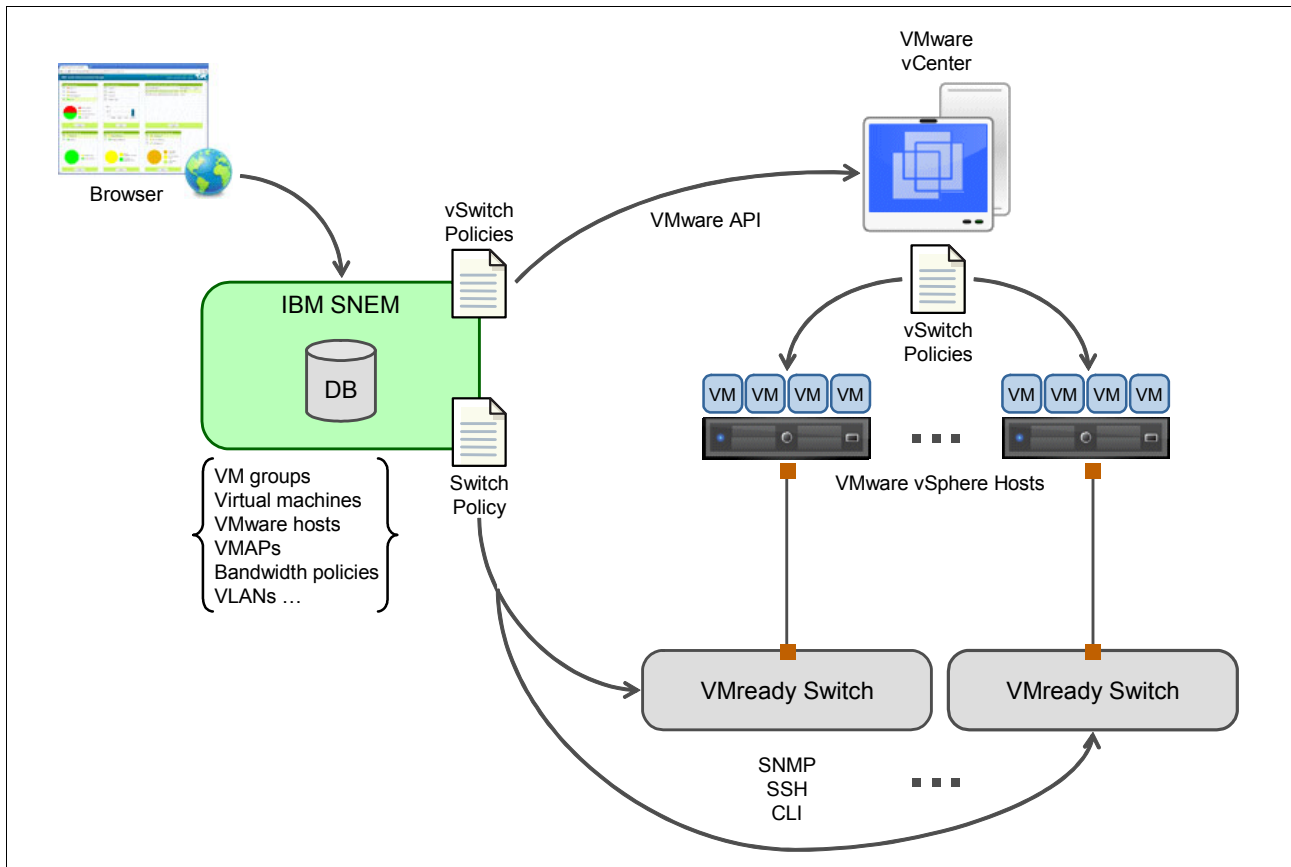 VMware
vCenter
Browser
vSwitch
Policies
VMware API
IBM SNEM
DB
vSwitch
Policies
VM VM VM VM
VM VM VM VM
VMware vSphere Hosts
Switch
Policy
VM groups
Virtual machines
VMware hosts
VMAPs
Bandwidth policies
VLANs …
VMready Switch
VMready Switch
SNMP
SSH
CLI